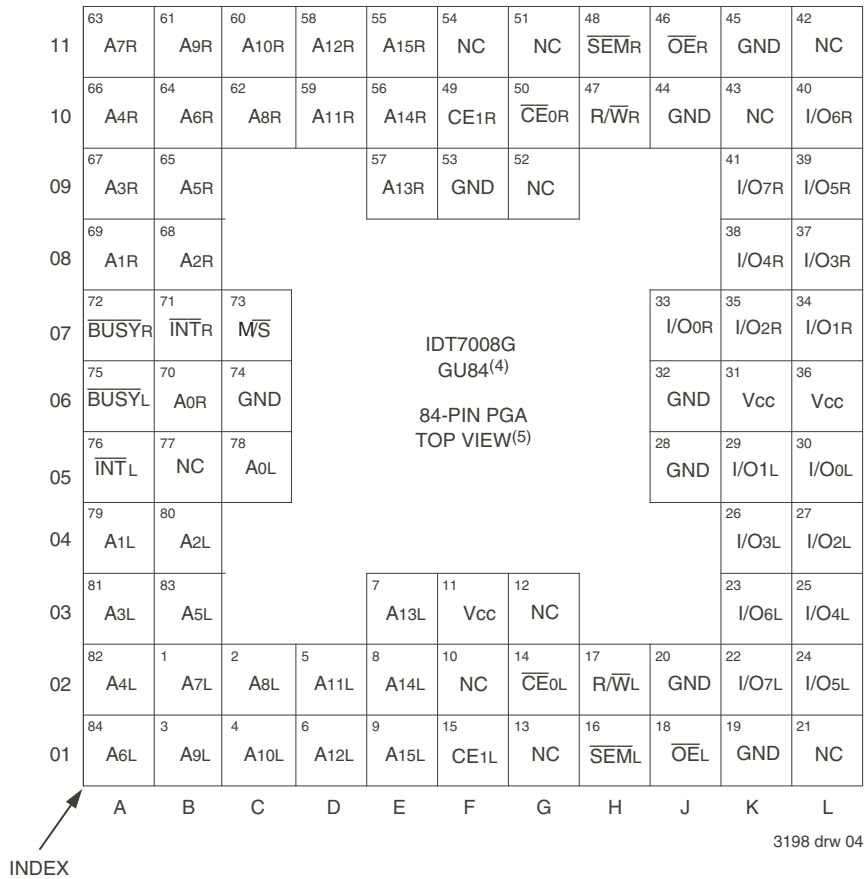 63 61 60 58 55 54 51 48 46 45 42
11 A7R A9R A10R A12R A15R NC NC SEMR OER GND NC
66 64 62 59 56 49 50 47 44 43 40
10 A4R A6R A8R A11R A14R CE1R CE0R R/WR GND NC I/O6R
67 65 57 53 52 41 39
09 A3R A5R A13R GND NC I/O7R I/O5R
69 68 38 37
08 A1R A2R I/O4R I/O3R
72 71 73 33 35 34
07 BUSYR INTR M/S I/O0R I/O2R I/O1R
IDT7008G
GU84(4)
75 70 74 32 31 36
06 BUSYL A0R GND GND Vcc Vcc
84-PIN PGA
TOP VIEW(5)
76 77 78 28 29 30
05 INTL NC A0L GND I/O1L I/O0L
79 80 26 27
04 A1L A2L I/O3L I/O2L
81 83 7 11 12 23 25
03 A3L A5L A13L Vcc NC I/O6L I/O4L
82 1 2 5 8 10 14 17 20 22 24
02 A4L A7L A8L A11L A14L NC CE0L R/WL GND I/O7L I/O5L
84 3 4 6 9 15 13 16 18 19 21
01 A6L A9L A10L A12L A15L CE1L NC SEML OEL GND NC
A B C D E F G H J K L
3198 drw 04
INDEX